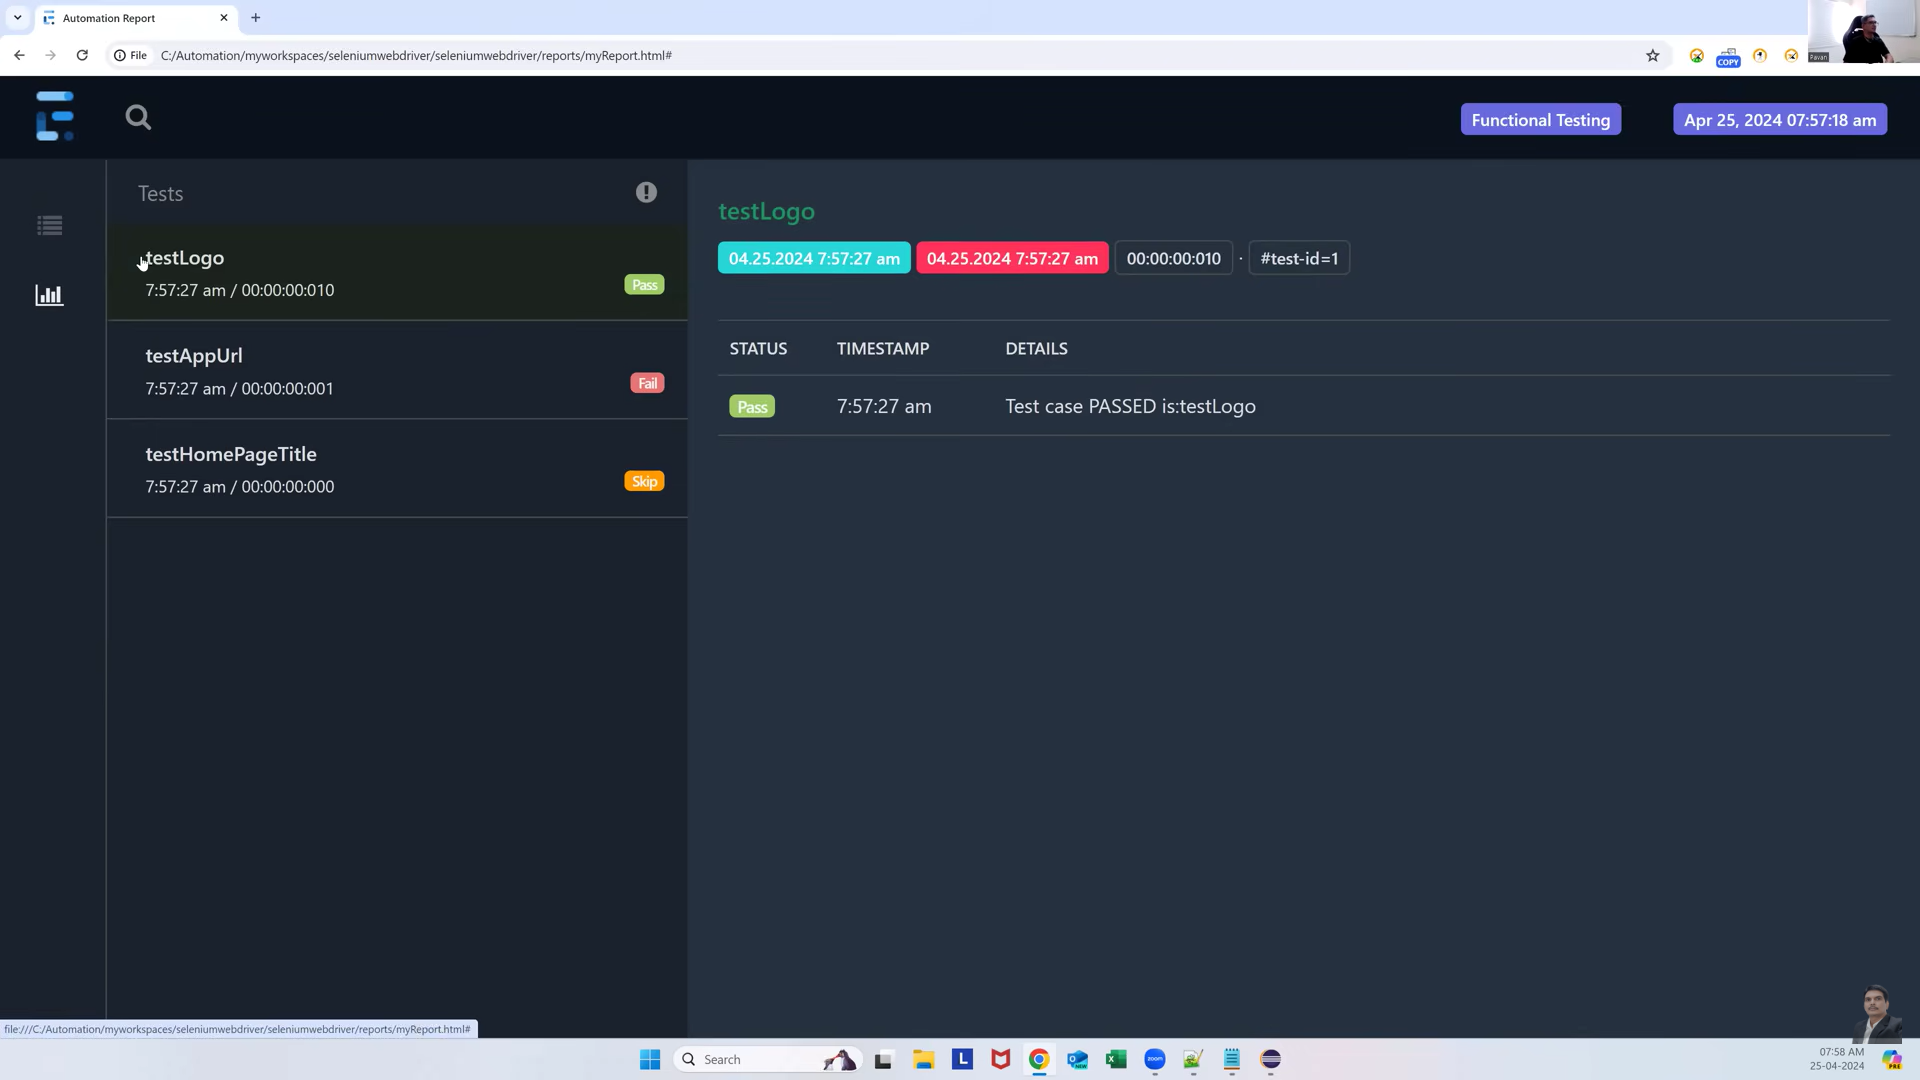 Automation Report
File
C:/Automation/myworkspaces/seleniumwebdriver/seleniumwebdriver/reports/myReport.html#
COPY
Pavan
Functional Testing
Apr 25, 2024 07:57:18 am
Tests
testLogo
7:57:27 am / 00:00:00:010
Pass
testAppUrl
7:57:27 am / 00:00:00:001
Fail
testHomePageTitle
7:57:27 am / 00:00:00:000
Skip
testLogo
04.25.2024 7:57:27 am 04.25.2024 7:57:27 am 00:00:00:010 · #test-id=1
STATUS TIMESTAMP DETAILS
Pass 7:57:27 am Test case PASSED is:testLogo
file:///C:/Automation/myworkspaces/seleniumwebdriver/seleniumwebdriver/reports/myReport.html#
Search
L
NEW
zoom
07:58 AM
25-04-2024
PRE